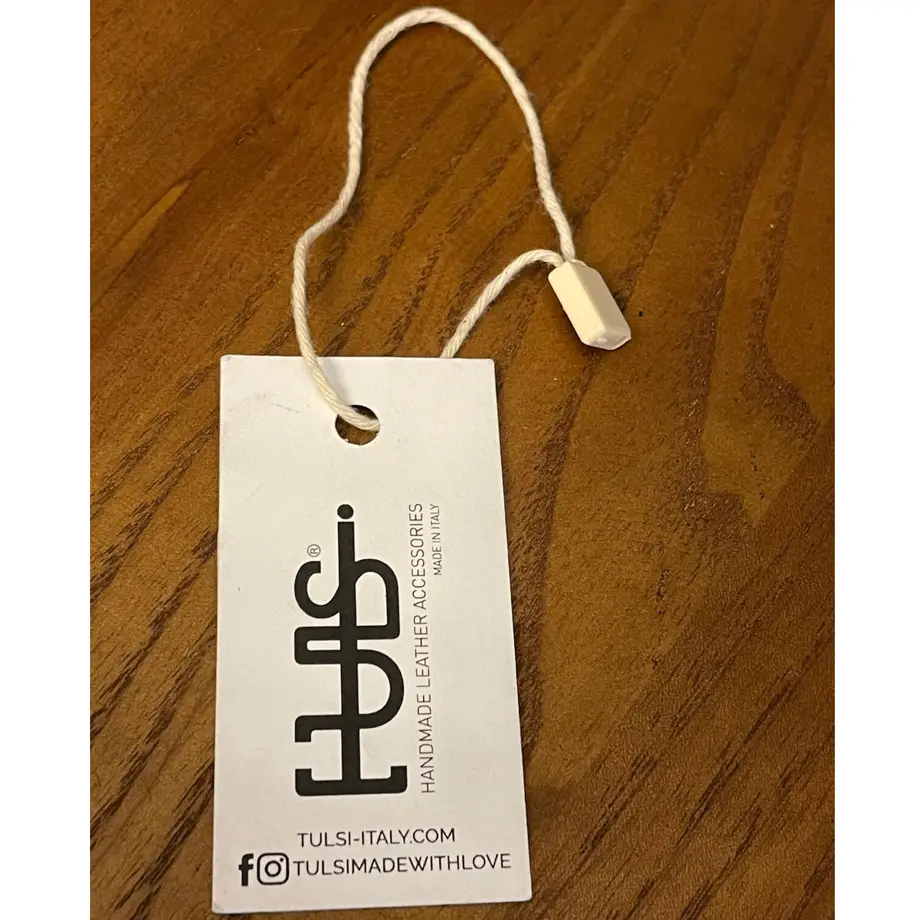 TULSi®
HANDMADE LEATHER ACCESSORIES
MADE IN ITALY
TULSI-ITALY.COM
TULSIMADEWITHLOVE